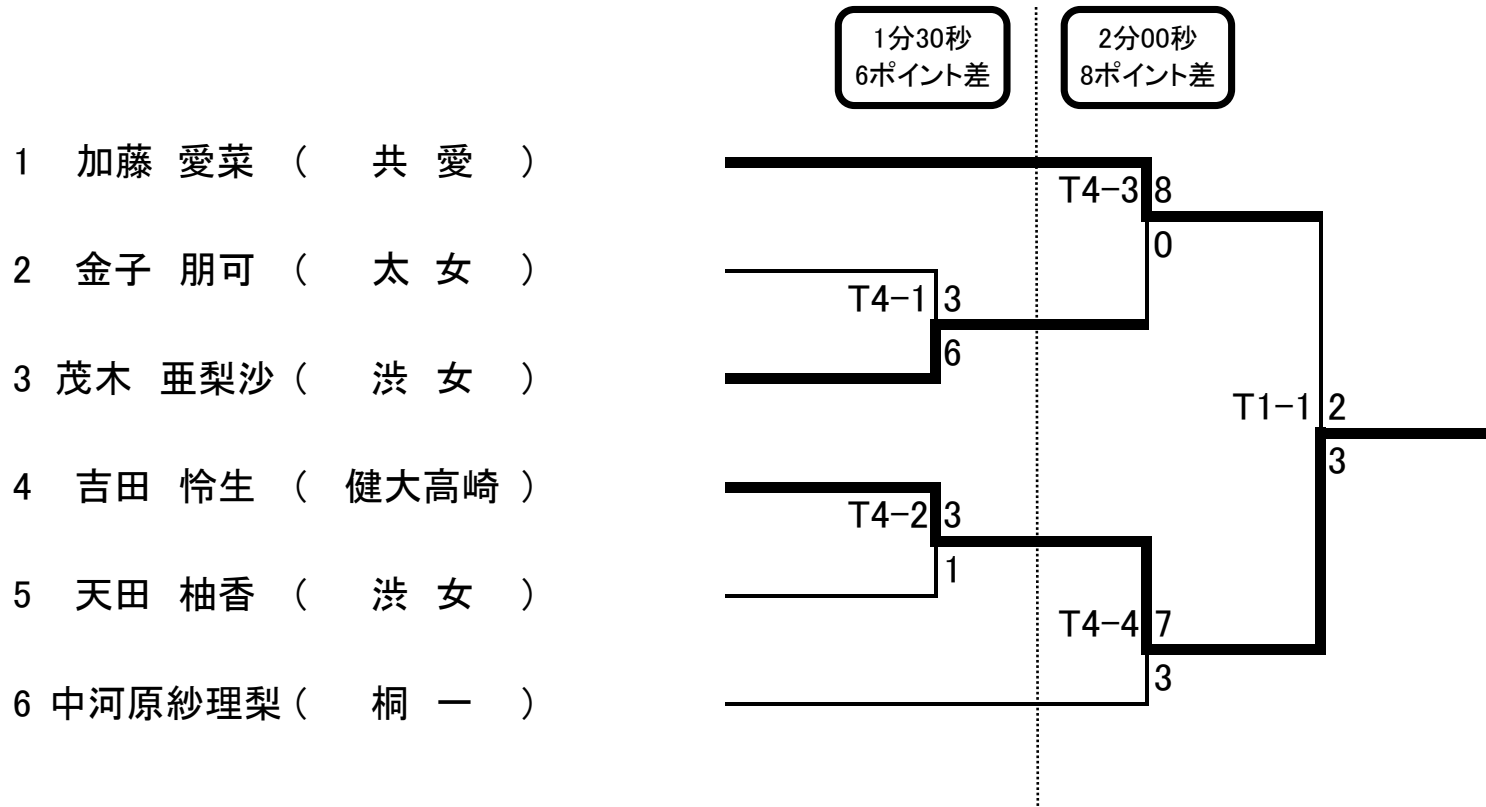 1分30秒
6ポイント差
2分00秒
8ポイント差
1 加藤 愛菜 ( 共 愛 )
T4-3 8
0
2 金子 朋可 ( 太 女 )
T4-1 3
6
3 茂木 亜梨沙 ( 渋 女 )
T1-1 2
3
4 吉田 怜生 ( 健大高崎 )
T4-2 3
1
5 天田 柚香 ( 渋 女 )
T4-4 7
3
6 中河原紗理梨 ( 桐 一 )